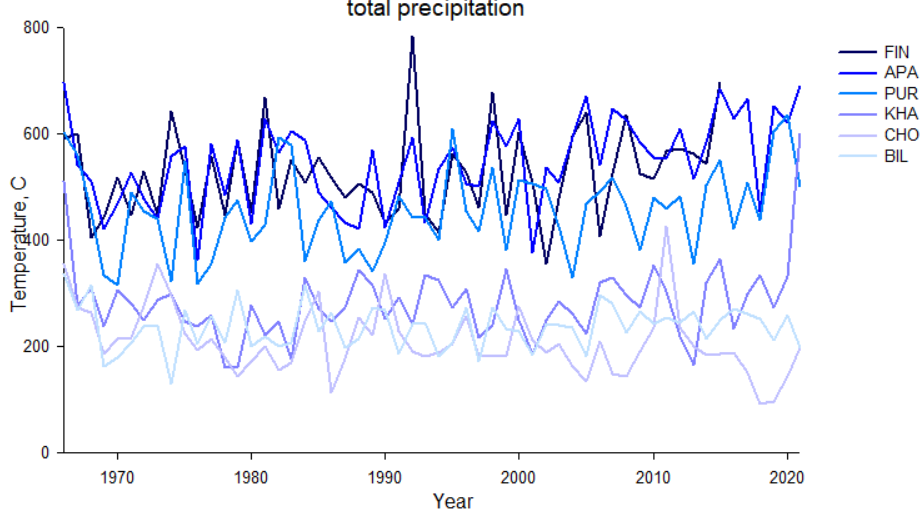 total precipitation
800
600
400
200
0
Temperature, C
1970
1980
1990
2000
2010
2020
Year
FIN
APA
PUR
KHA
CHO
BIL